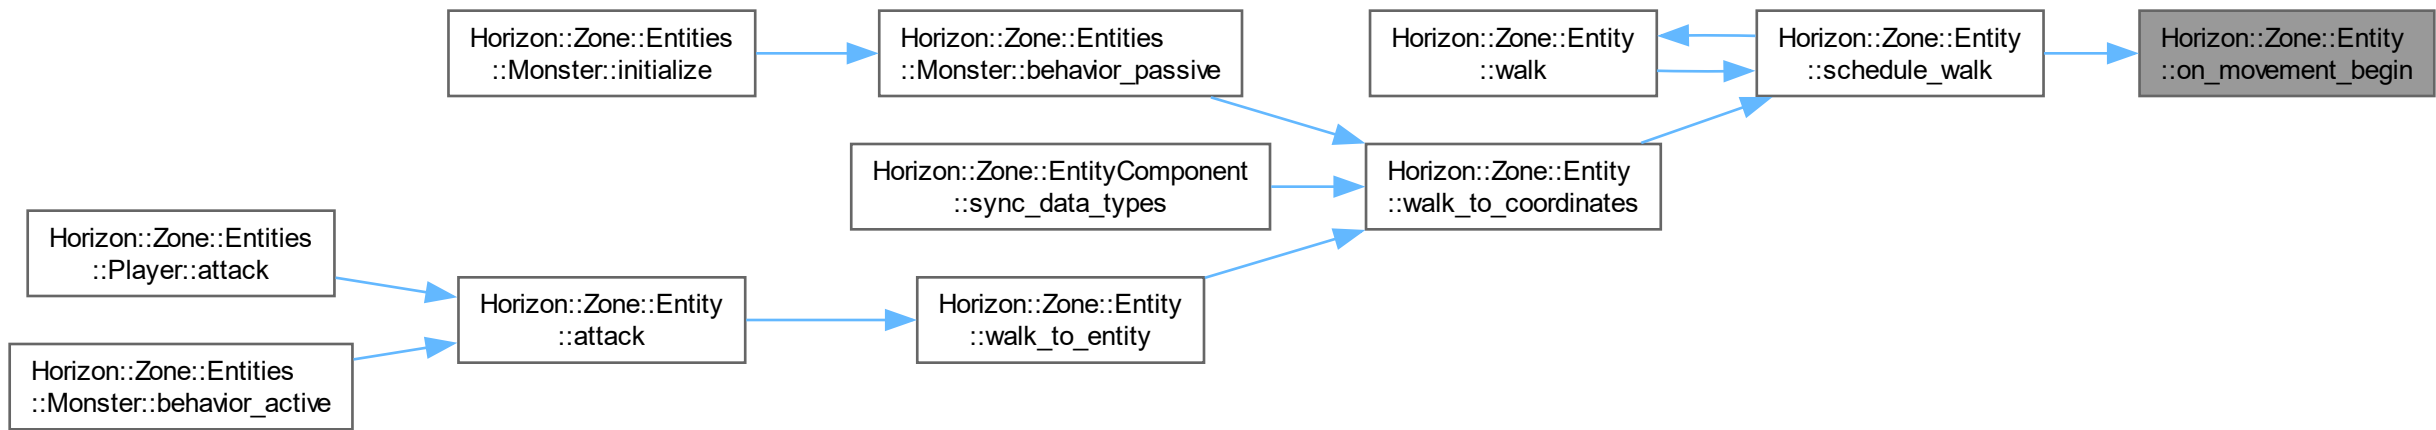 Horizon::Zone::Entities
::Monster::initialize
Horizon::Zone::Entities
::Monster::behavior_passive
Horizon::Zone::Entity
::walk
Horizon::Zone::Entity
::schedule_walk
Horizon::Zone::Entity
::on_movement_begin
Horizon::Zone::EntityComponent
::sync_data_types
Horizon::Zone::Entity
::walk_to_coordinates
Horizon::Zone::Entities
::Player::attack
Horizon::Zone::Entity
::attack
Horizon::Zone::Entity
::walk_to_entity
Horizon::Zone::Entities
::Monster::behavior_active